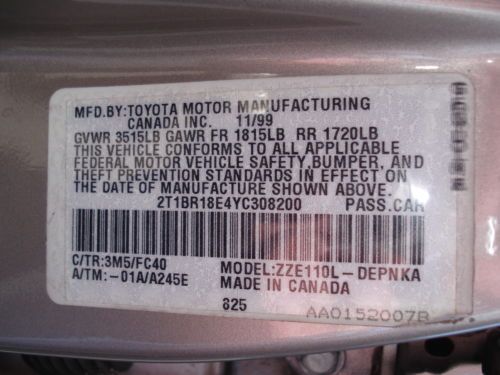 MFD.BY:TOYOTA MOTOR MANUFACTURING
CANADA INC. 11/99
GVWR 3515LB GAWR FR 1815LB RR 1720LB
THIS VEHICLE CONFORMS TO ALL APPLICABLE
FEDERAL MOTOR VEHICLE SAFETY,BUMPER, AND
THEFT PREVENTION STANDARDS IN EFFECT ON
THE DATE OF MANUFACTURE SHOWN ABOVE.
2T1BR18E4YC308200 PASS.CAR
C/TR:3M5/FC40 MODEL:ZZE110L-DEPNKA
A/TM:-01A/A245E MADE IN CANADA
825